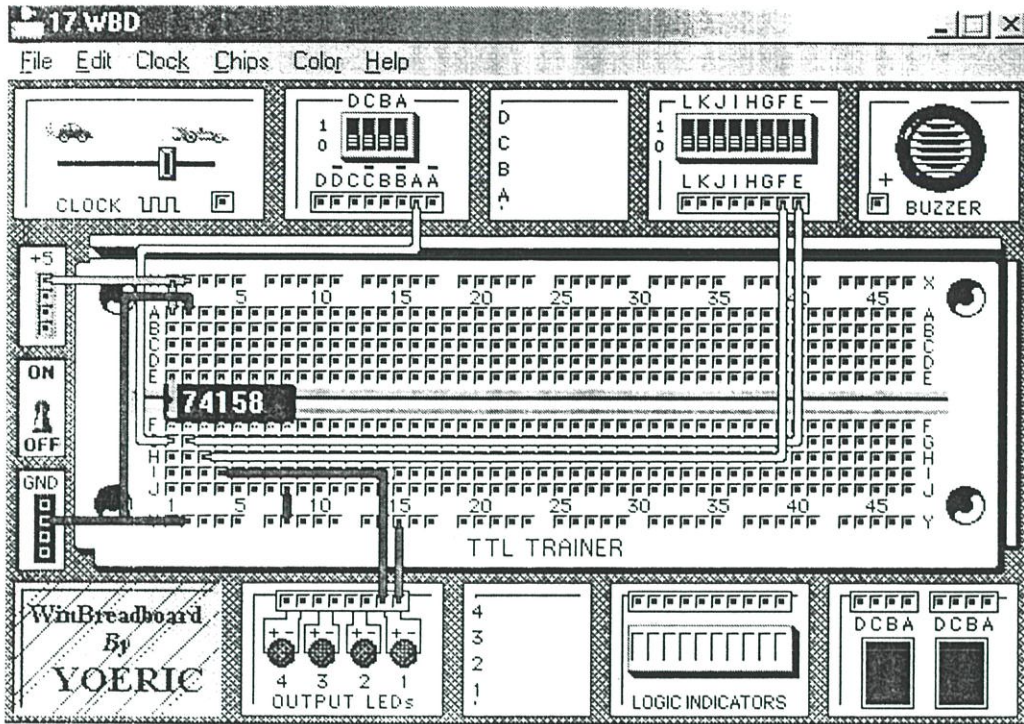 17.WBD
File Edit Clock Chips Color Help
DCBA
1
0
DDCCBBAA
CLOCK
D
C
B
A
LKJIHGFE
1
0
LKJIHGFE
+
BUZZER
+5
ON
OFF
GND
X
5 10 15 20 25 30 35 40 45
A A
B B
C C
D D
E E
74158
F F
G
H H
I I
J J
1 5 10 15 20 25 30 35 40 45
Y
TTL TRAINER
WinBreadboard
By
YOERIC
+- +- +- +-
4 3 2 1
OUTPUT LEDs
4
3
2
1
LOGIC INDICATORS
DCBA DCBA